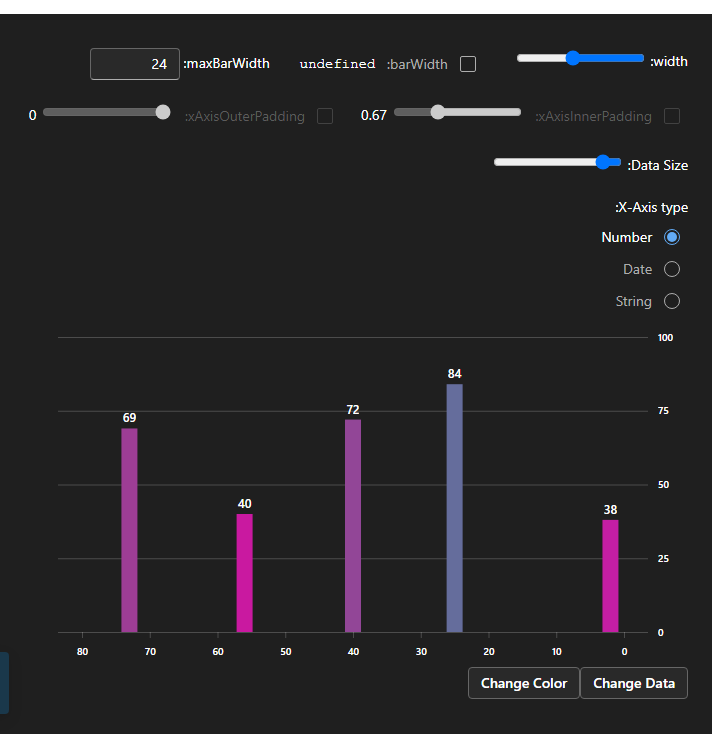 :width
undefined :barWidth
24 :maxBarWidth
:xAxisInnerPadding
0.67
:xAxisOuterPadding
0
:Data Size
:X-Axis type
Number
Date
String
100
84
75
72
69
50
40
38
25
0
80 70 60 50 40 30 20 10 0
Change Color Change Data